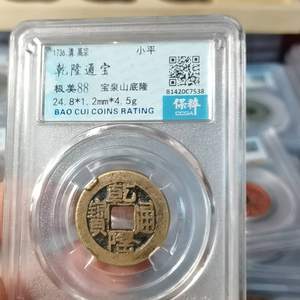 1736.清 高宗
小平
乾隆通宝
极美88 宝泉山底隆
24.8*1.2mm*4.5g
BAO CUI COINS RATING
81420C7538
保粹
CCGA
乾隆通寶